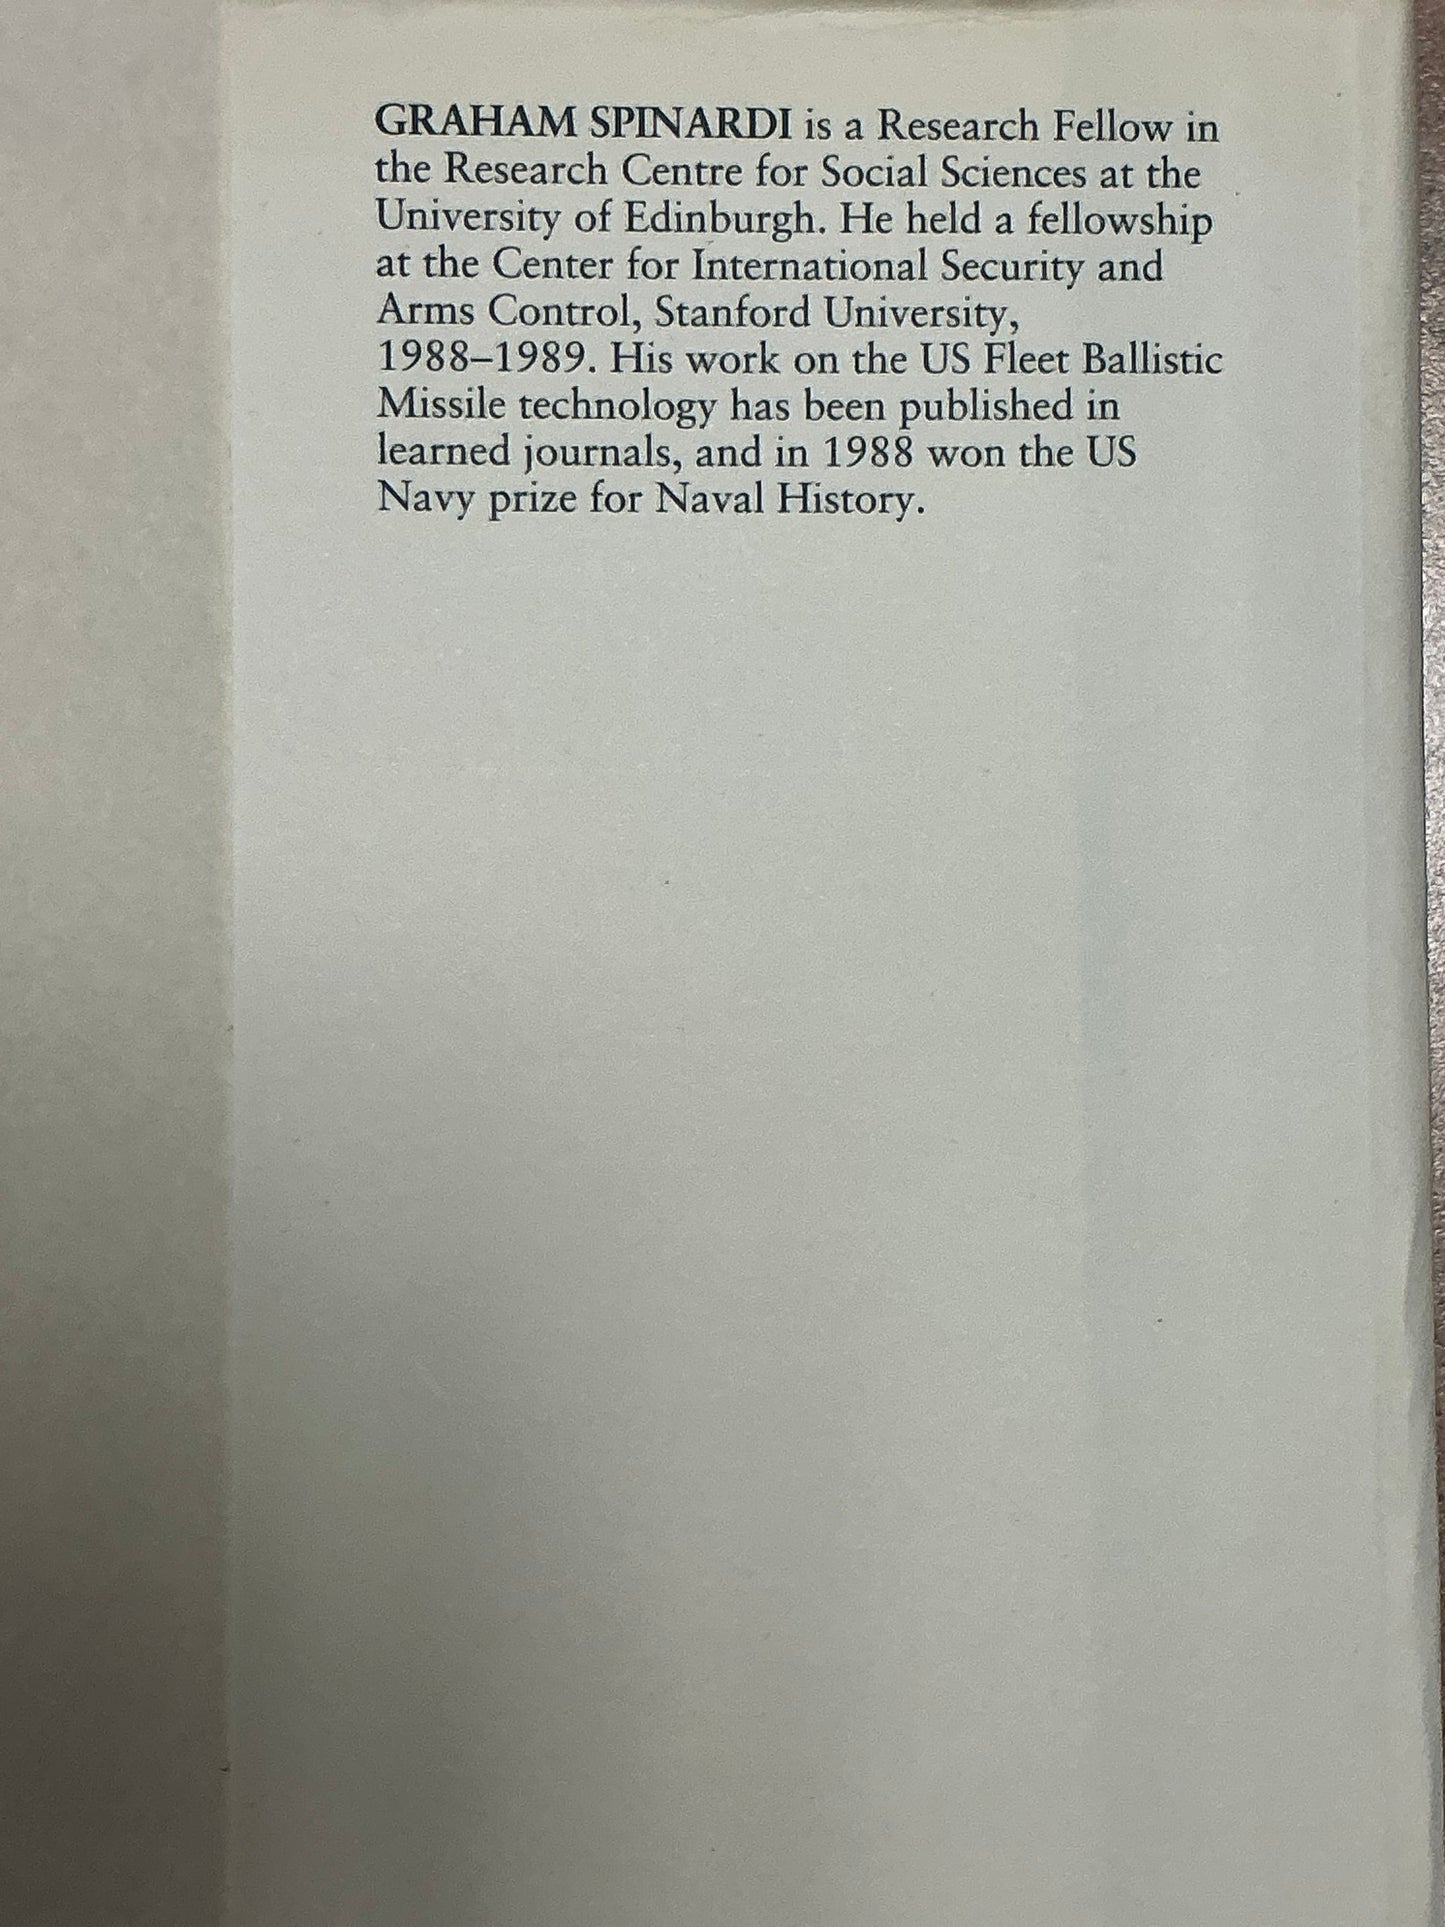 GRAHAM SPINARDI is a Research Fellow in
the Research Centre for Social Sciences at the
University of Edinburgh. He held a fellowship
at the Center for International Security and
Arms Control, Stanford University,
1988–1989. His work on the US Fleet Ballistic
Missile technology has been published in
learned journals, and in 1988 won the US
Navy prize for Naval History.